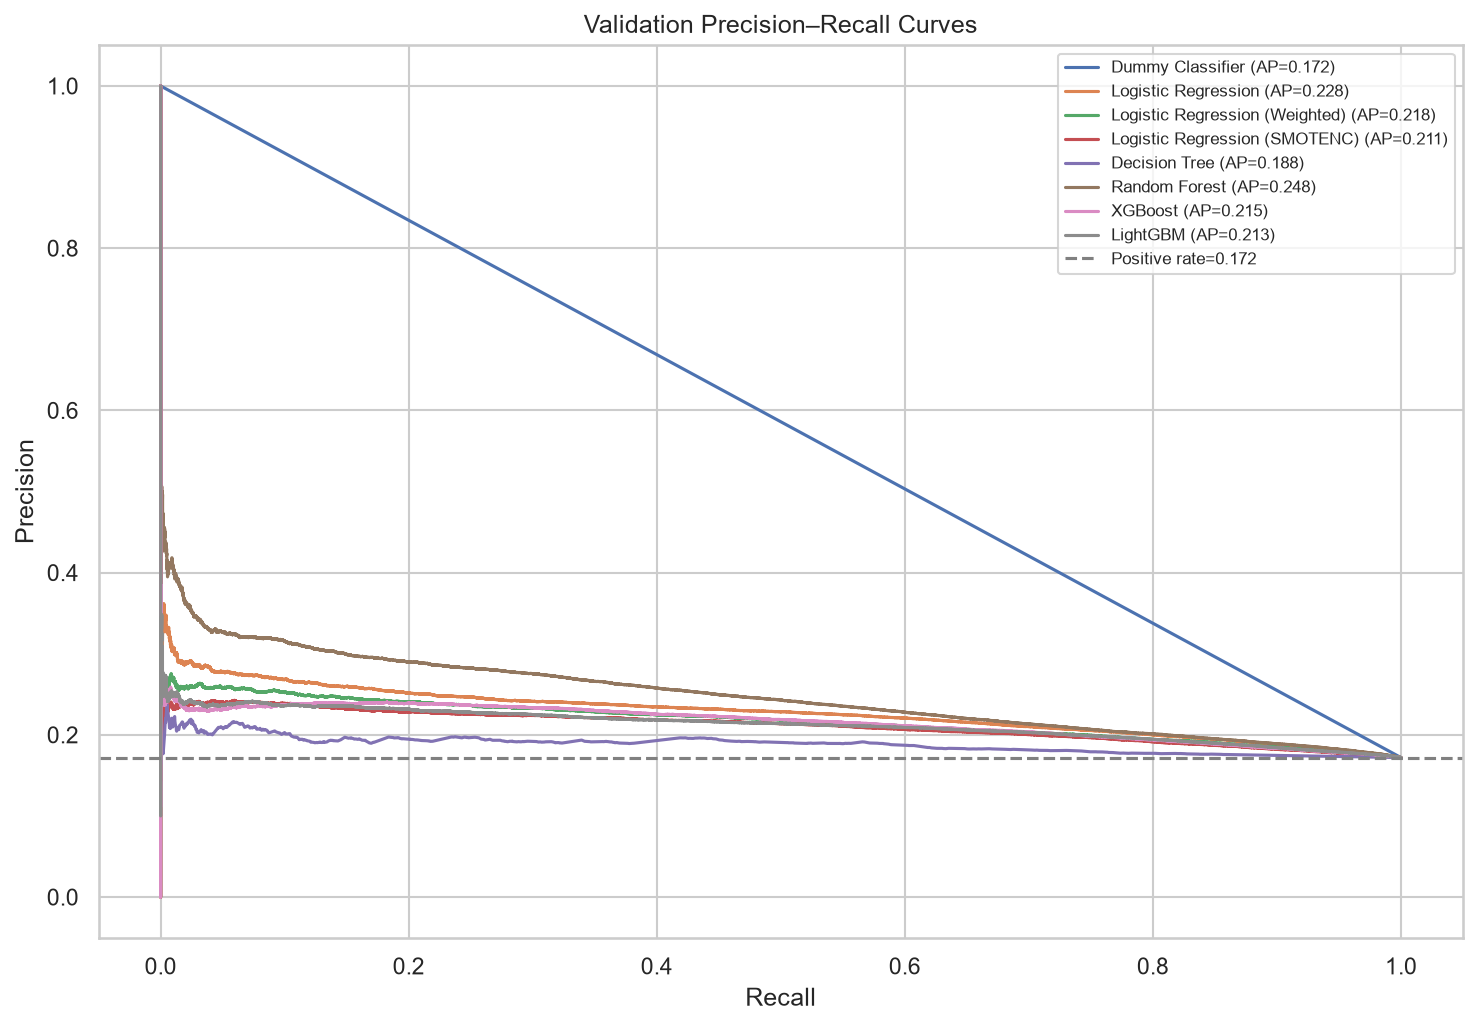 Validation Precision–Recall Curves
Dummy Classifier (AP=0.172)
Logistic Regression (AP=0.228)
Logistic Regression (Weighted) (AP=0.218)
Logistic Regression (SMOTENC) (AP=0.211)
Decision Tree (AP=0.188)
Random Forest (AP=0.248)
XGBoost (AP=0.215)
LightGBM (AP=0.213)
Positive rate=0.172
Precision
1.0
0.8
0.6
0.4
0.2
0.0
0.0 0.2 0.4 0.6 0.8 1.0
Recall